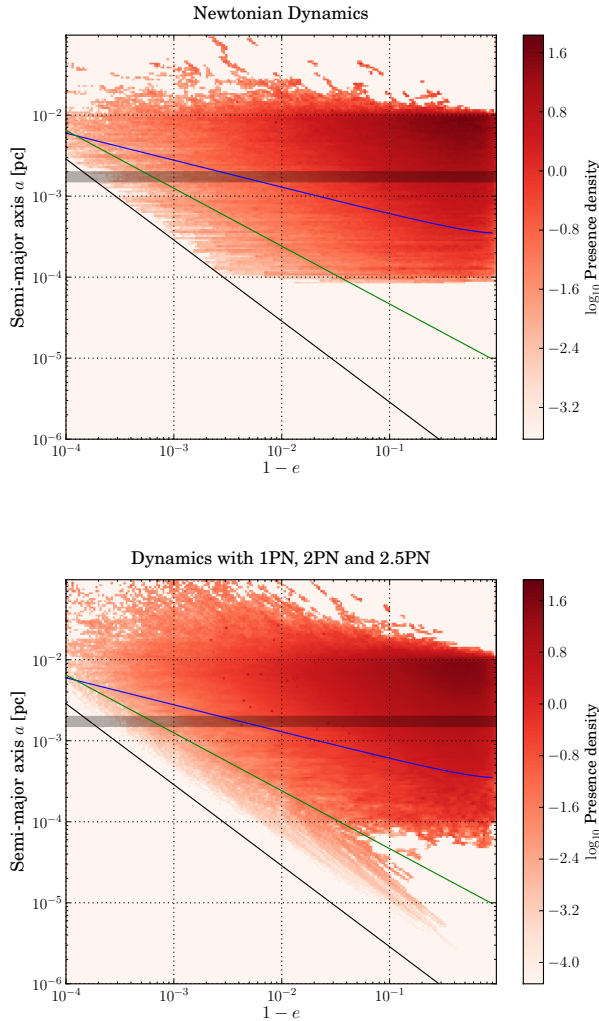 Newtonian Dynamics
Semi-major axis a [pc]
10⁻²
10⁻³
10⁻⁴
10⁻⁵
10⁻⁶
10⁻⁴ 10⁻³ 10⁻² 10⁻¹
1 − e
1.6
0.8
0.0
−0.8
−1.6
−2.4
−3.2
log₁₀ Presence density
Dynamics with 1PN, 2PN and 2.5PN
Semi-major axis a [pc]
10⁻²
10⁻³
10⁻⁴
10⁻⁵
10⁻⁶
10⁻⁴ 10⁻³ 10⁻² 10⁻¹
1 − e
1.6
0.8
0.0
−0.8
−1.6
−2.4
−3.2
−4.0
log₁₀ Presence density